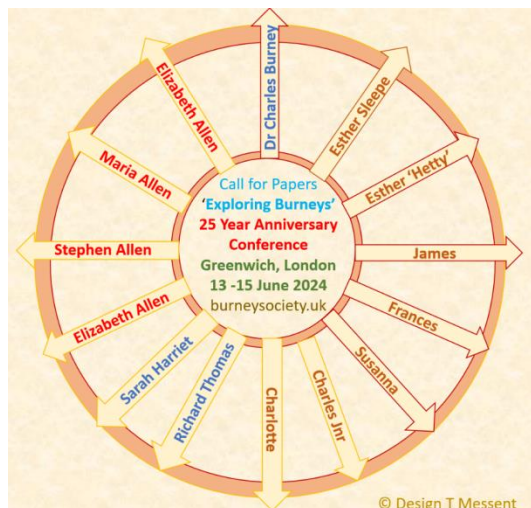 Dr Charles Burney
Esther Sleepe
Esther 'Hetty'
James
Frances
Susanna
Charles Jnr
Charlotte
Richard Thomas
Sarah Harriet
Elizabeth Allen
Stephen Allen
Maria Allen
Elizabeth Allen
Call for Papers
'Exploring Burneys'
25 Year Anniversary
Conference
Greenwich, London
13 -15 June 2024
burneysociety.uk
© Design T Messent